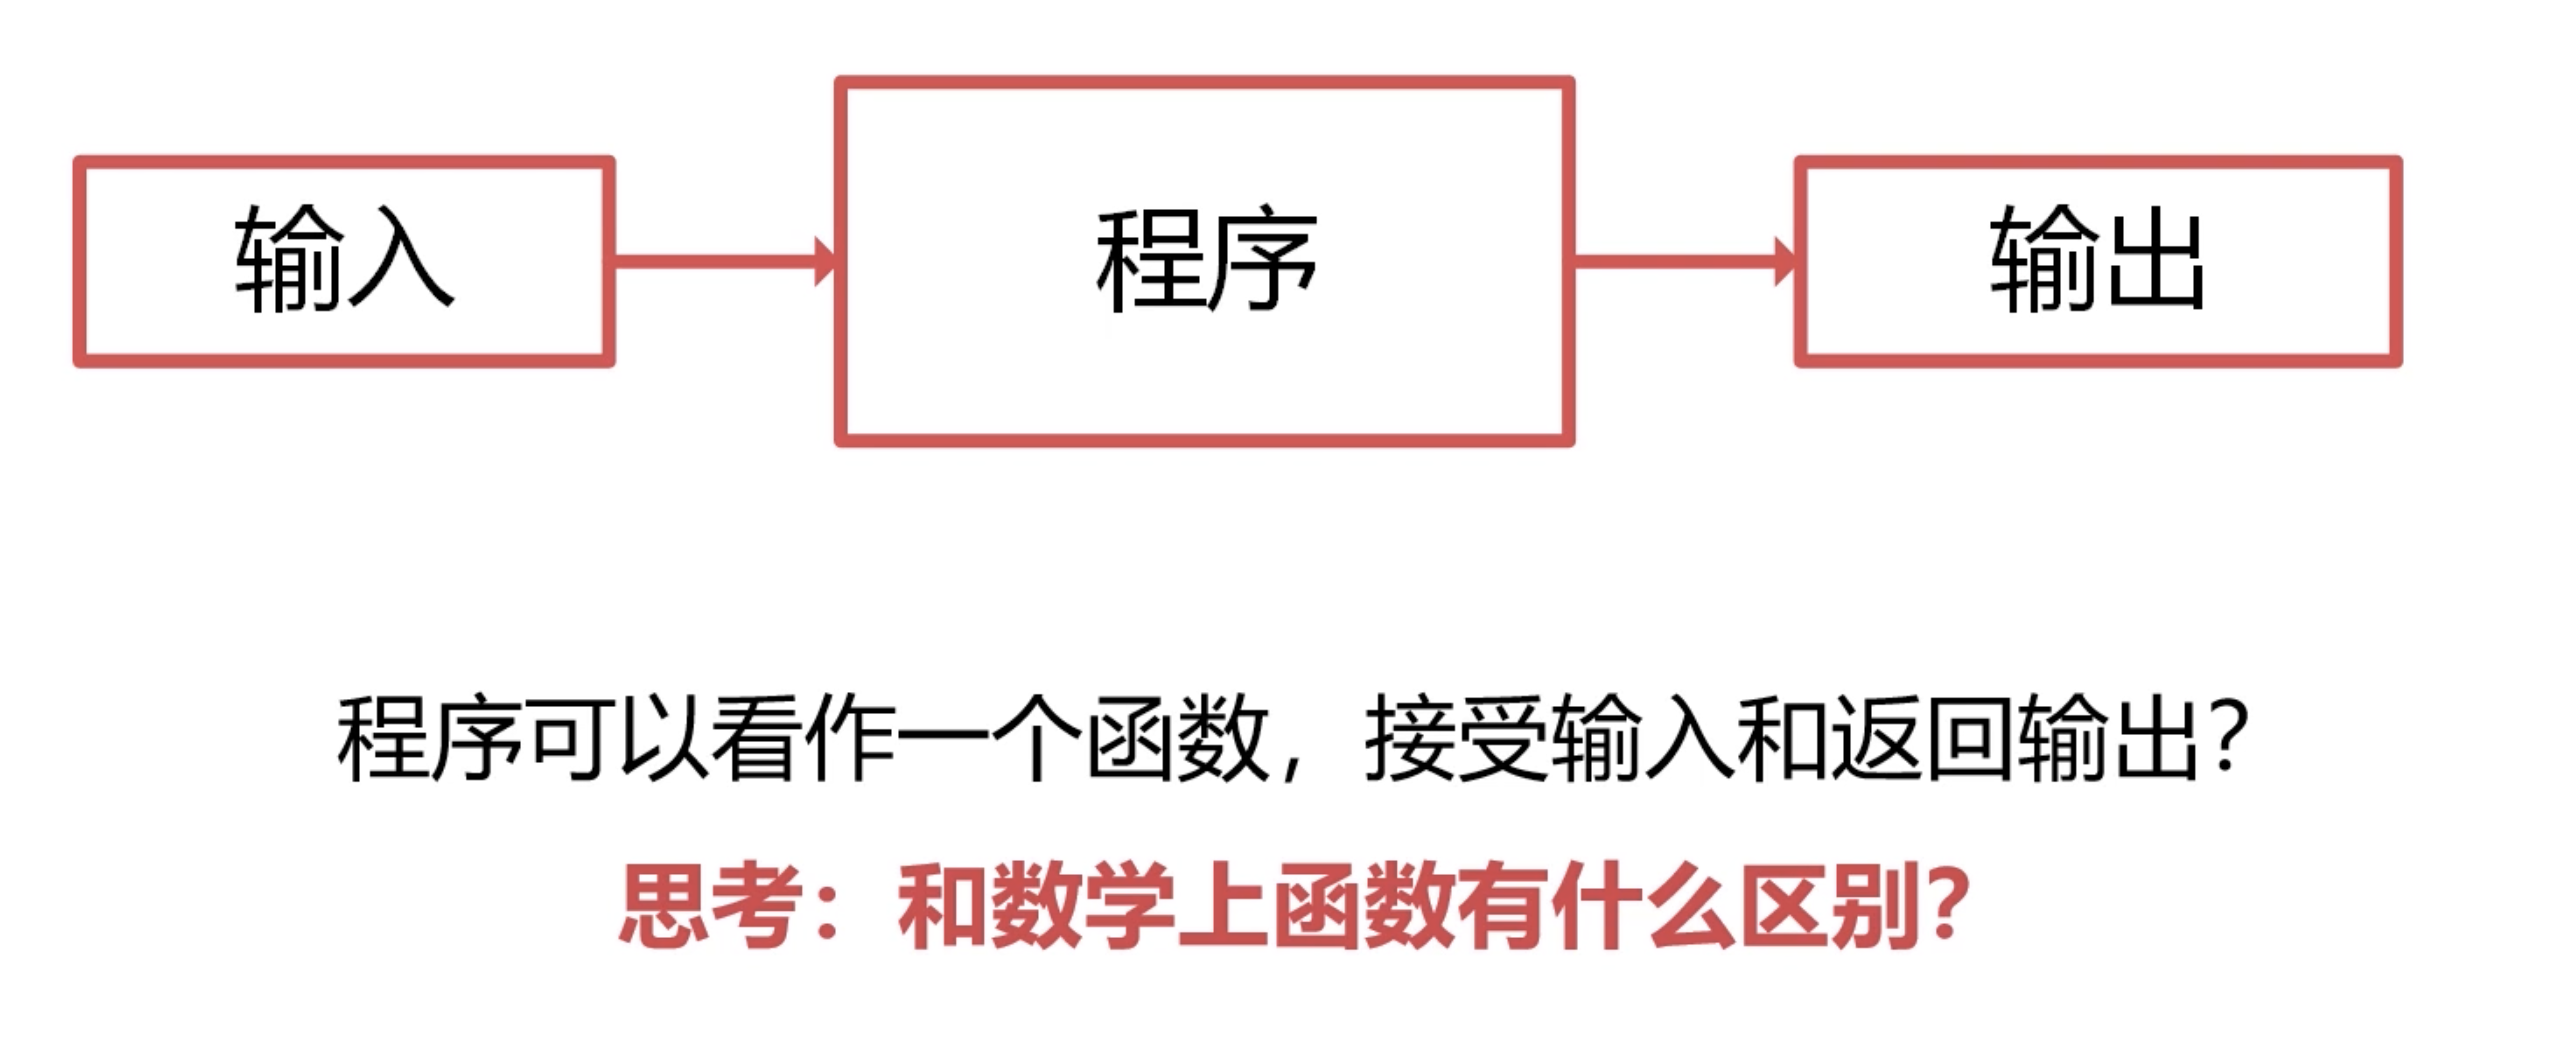 输入
程序
输出
程序可以看作一个函数，接受输入和返回输出？
思考：和数学上函数有什么区别？